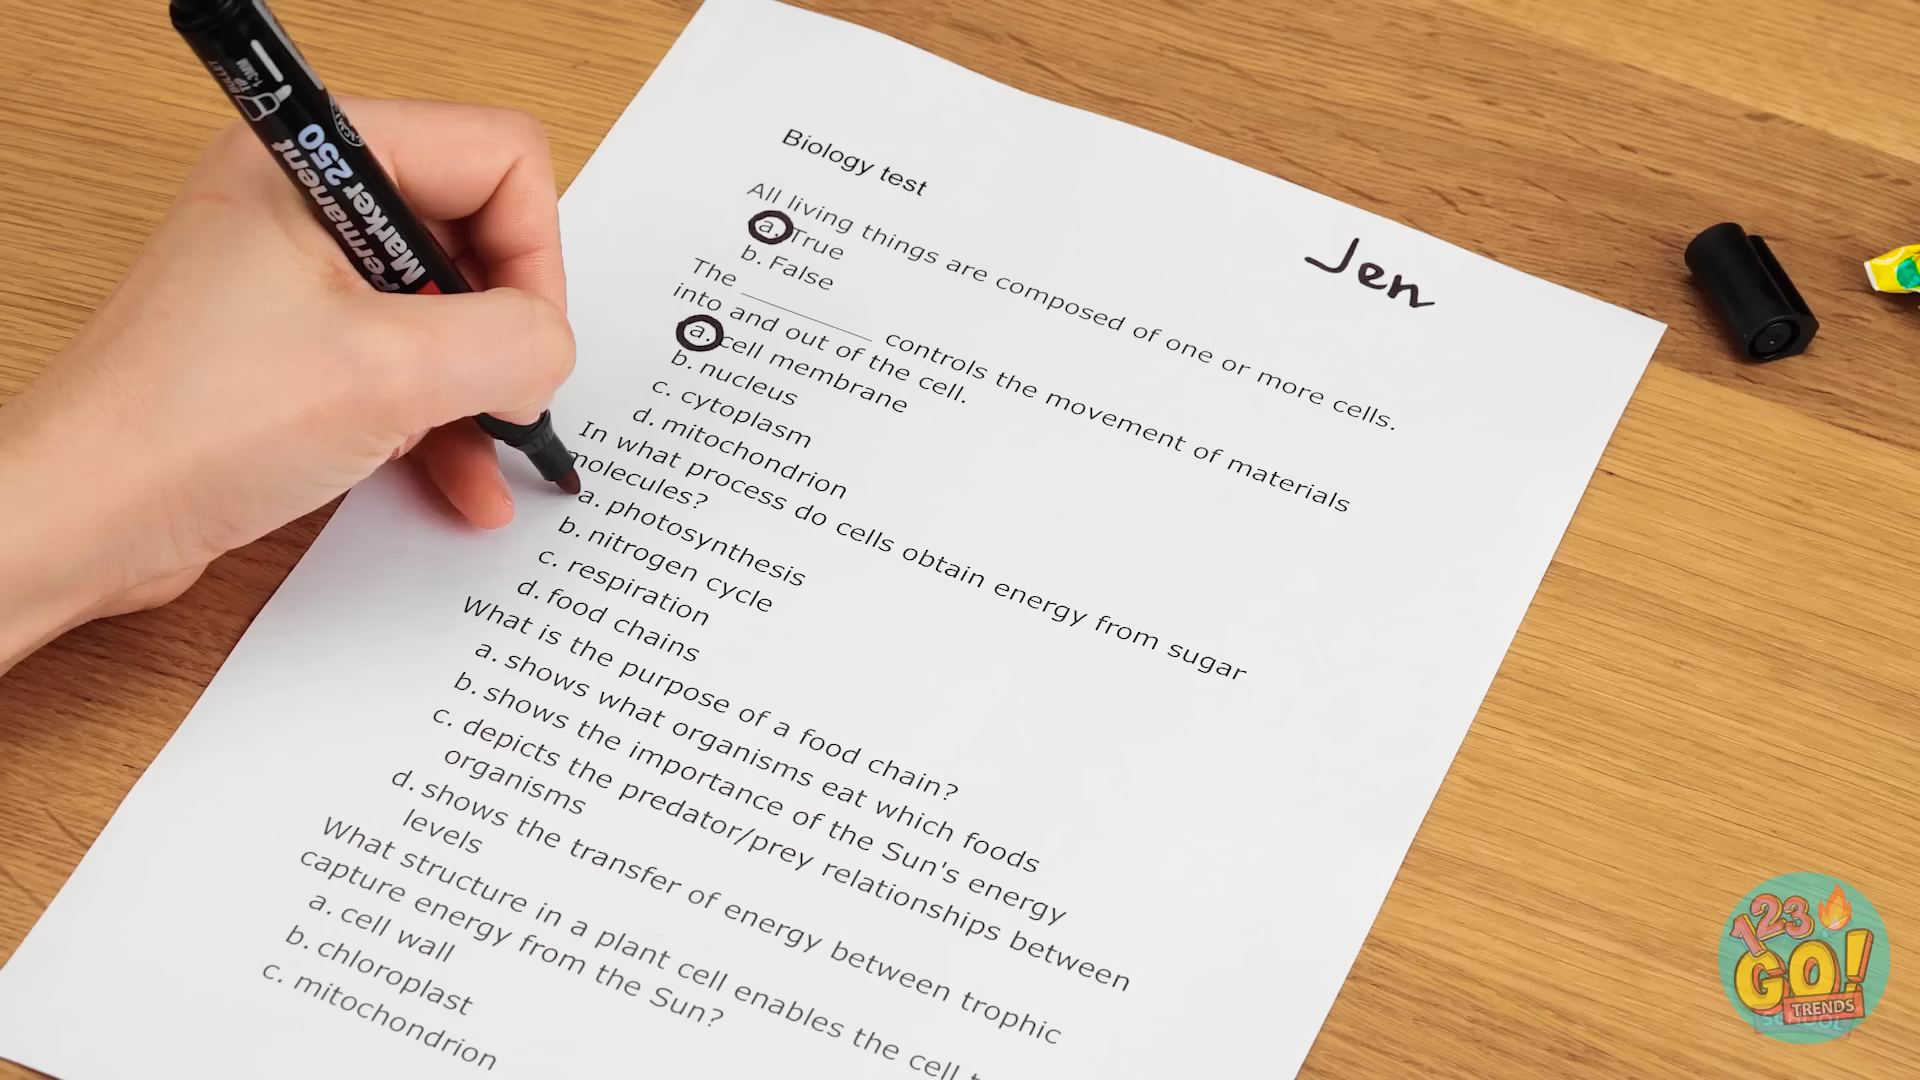 BULLET
TIP
1-3MM
Permanent
Marker 250
Biology test
Jen
All living things are composed of one or more cells.
a. True
b. False
The __________ controls the movement of materials
into and out of the cell.
a. cell membrane
b. nucleus
c. cytoplasm
d. mitochondrion
In what process do cells obtain energy from sugar
molecules?
a. photosynthesis
b. nitrogen cycle
c. respiration
d. food chains
What is the purpose of a food chain?
a. shows what organisms eat which foods
b. shows the importance of the Sun's energy
c. depicts the predator/prey relationships between
organisms
d. shows the transfer of energy between trophic
levels
What structure in a plant cell enables the cell
capture energy from the Sun?
a. cell wall
b. chloroplast
c. mitochondrion
123
GO!
TRENDS
SCHOOL